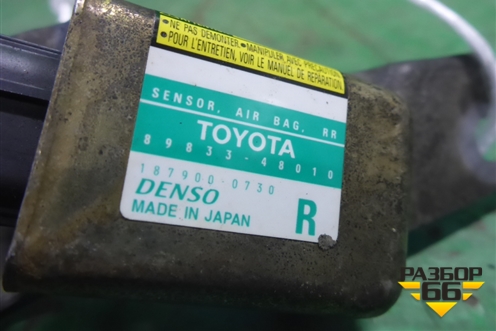 • NE PAS DEMONTER. • MANIPULER AVEC PRECAUTION
• POUR L'ENTRETIEN, VOIR LE MANUEL DE REPARATION
SENSOR, AIR BAG, RR
TOYOTA
89833-48010
187900-0730
DENSO
MADE IN JAPAN
R
РАЗБОР
66